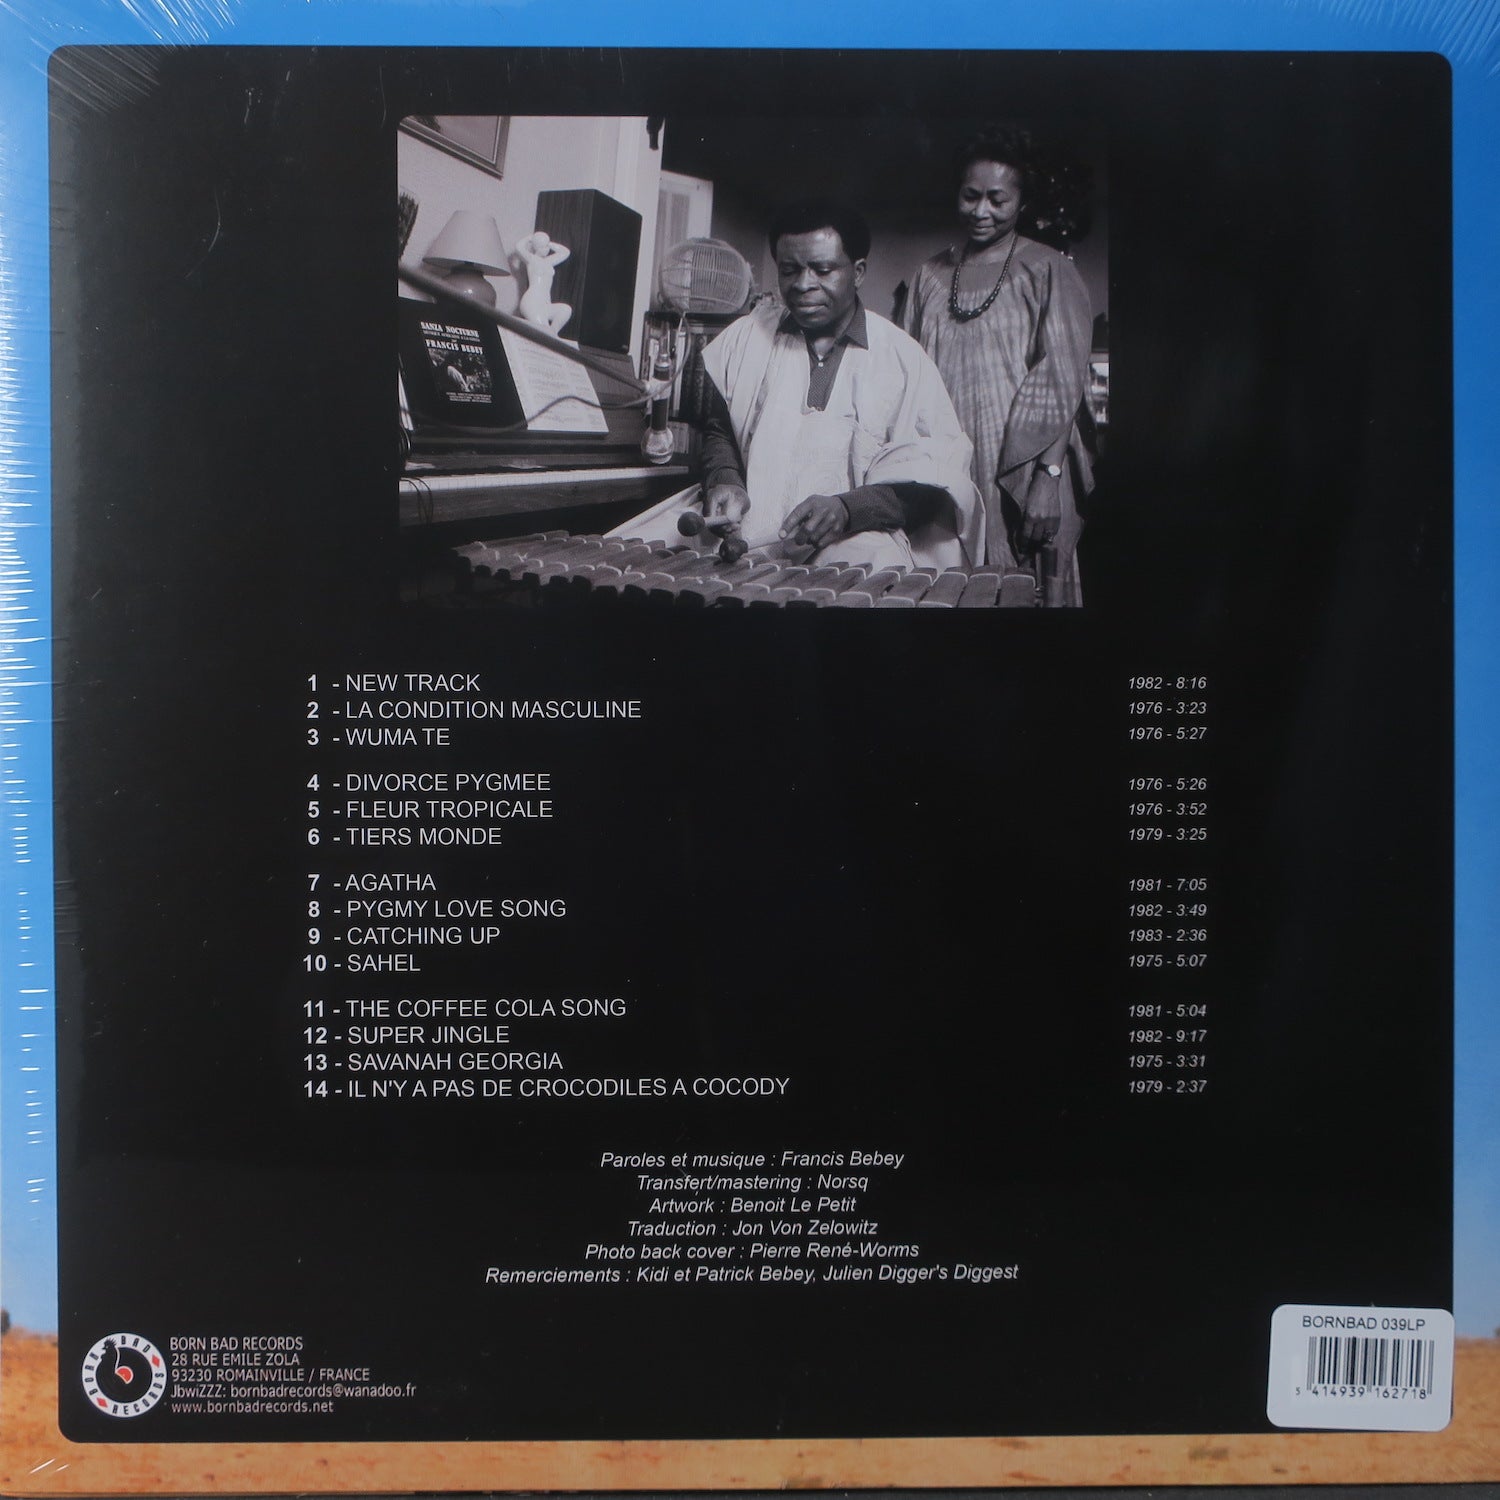 SANZA NOCTURNE
FRANCIS BEBEY
1 - NEW TRACK 1982 - 8:16
2 - LA CONDITION MASCULINE 1976 - 3:23
3 - WUMA TE 1976 - 5:27
4 - DIVORCE PYGMEE 1976 - 5:26
5 - FLEUR TROPICALE 1976 - 3:52
6 - TIERS MONDE 1979 - 3:25
7 - AGATHA 1981 - 7:05
8 - PYGMY LOVE SONG 1982 - 3:49
9 - CATCHING UP 1983 - 2:36
10 - SAHEL 1975 - 5:07
11 - THE COFFEE COLA SONG 1981 - 5:04
12 - SUPER JINGLE 1982 - 9:17
13 - SAVANAH GEORGIA 1975 - 3:31
14 - IL N'Y A PAS DE CROCODILES A COCODY 1979 - 2:37
Paroles et musique : Francis Bebey
Transfert/mastering : Norsq
Artwork : Benoit Le Petit
Traduction : Jon Von Zelowitz
Photo back cover : Pierre René-Worms
Remerciements : Kidi et Patrick Bebey, Julien Digger's Diggest
BORN BAD RECORDS
BORN BAD RECORDS
28 RUE EMILE ZOLA
93230 ROMAINVILLE / FRANCE
JbwiZZZ: bornbadrecords@wanadoo.fr
www.bornbadrecords.net
BORNBAD 039LP
5 414939 162718